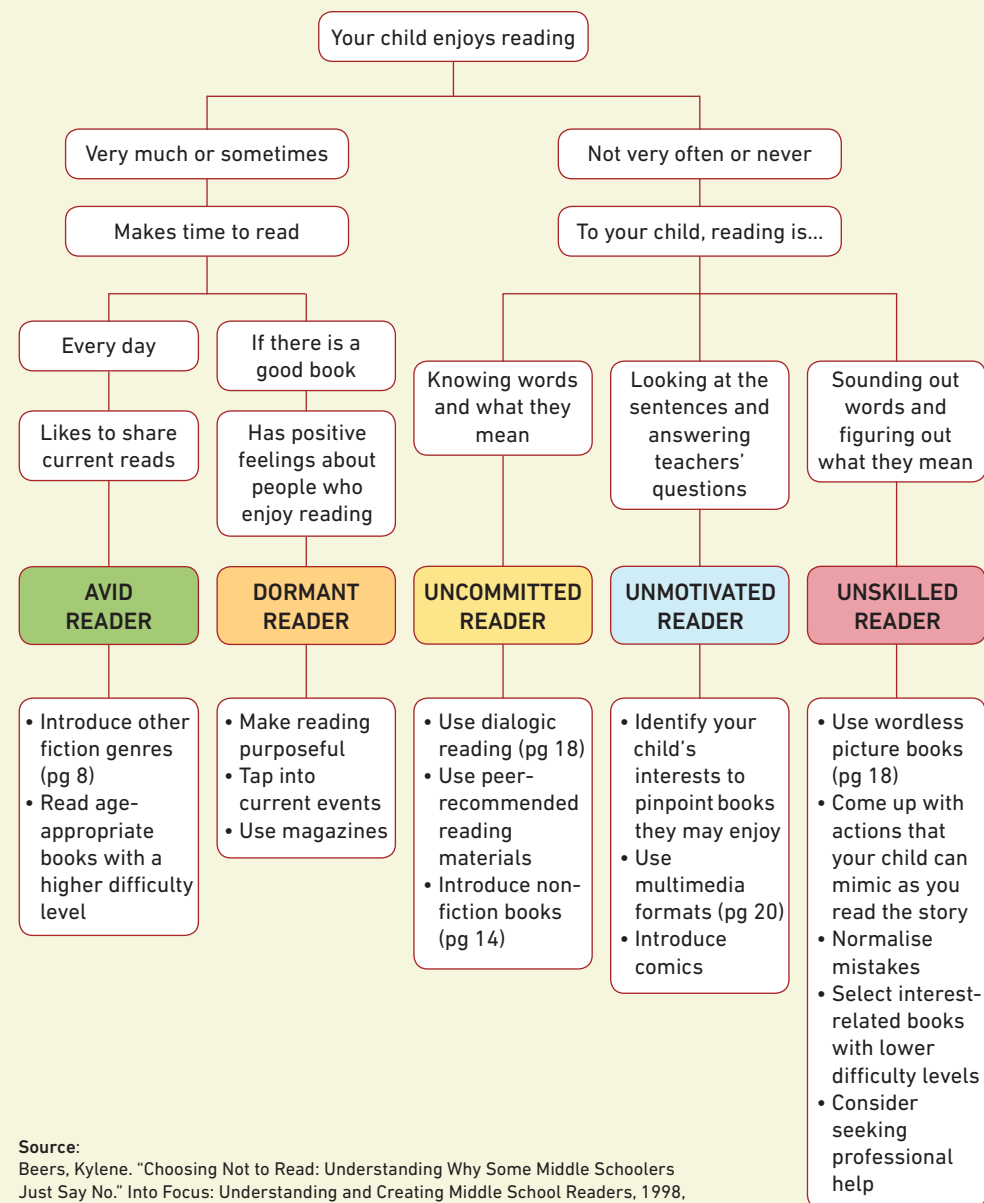 Your child enjoys reading
Very much or sometimes
Not very often or never
Makes time to read
To your child, reading is...
Every day
If there is a
good book
Knowing words
and what they
mean
Looking at the
sentences and
answering
teachers’
questions
Sounding out
words and
figuring out
what they mean
Likes to share
current reads
Has positive
feelings about
people who
enjoy reading
AVID
READER
DORMANT
READER
UNCOMMITTED
READER
UNMOTIVATED
READER
UNSKILLED
READER
• Introduce other
fiction genres
(pg 8)
• Read age-
appropriate
books with a
higher difficulty
level
• Make reading
purposeful
• Tap into
current events
• Use magazines
• Use dialogic
reading (pg 18)
• Use peer-
recommended
reading
materials
• Introduce non-
fiction books
(pg 14)
• Identify your
child’s
interests to
pinpoint books
they may enjoy
• Use
multimedia
formats (pg 20)
• Introduce
comics
• Use wordless
picture books
(pg 18)
• Come up with
actions that
your child can
mimic as you
read the story
• Normalise
mistakes
• Select interest-
related books
with lower
difficulty levels
• Consider
seeking
professional
help
Source:
Beers, Kylene. “Choosing Not to Read: Understanding Why Some Middle Schoolers
Just Say No.” Into Focus: Understanding and Creating Middle School Readers, 1998,